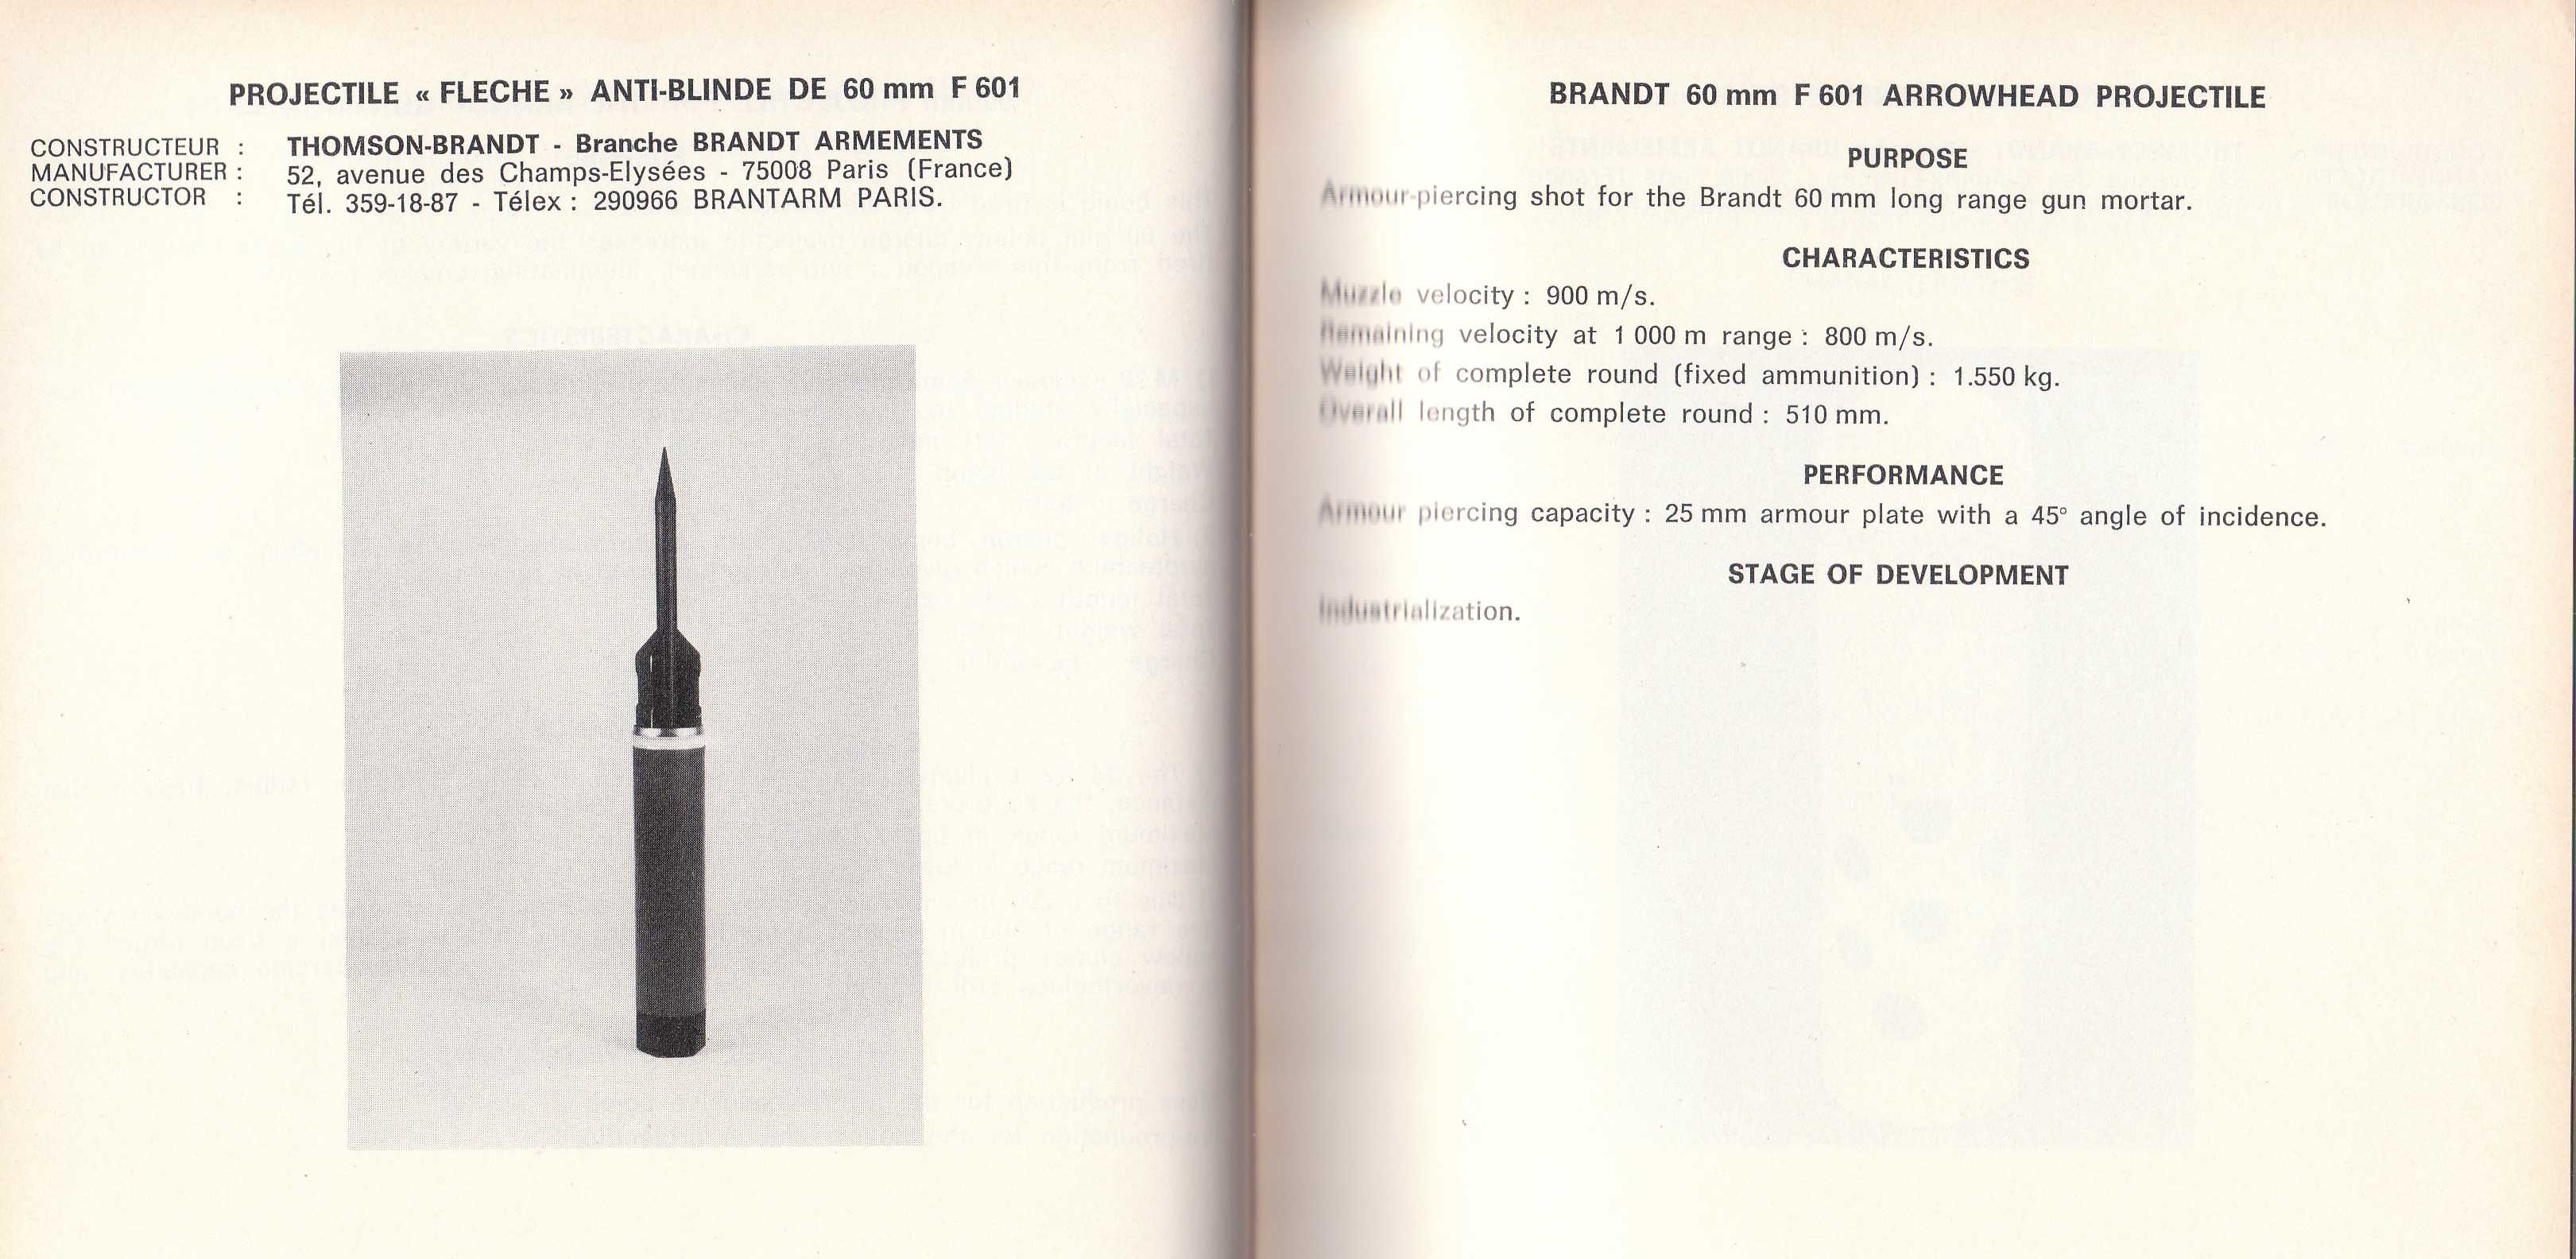 PROJECTILE « FLECHE » ANTI-BLINDE DE 60 mm F 601
CONSTRUCTEUR : THOMSON-BRANDT - Branche BRANDT ARMEMENTS
MANUFACTURER : 52, avenue des Champs-Elysées - 75008 Paris (France)
CONSTRUCTOR : Tél. 359-18-87 - Télex : 290966 BRANTARM PARIS.
BRANDT 60 mm F 601 ARROWHEAD PROJECTILE
PURPOSE
Armour-piercing shot for the Brandt 60 mm long range gun mortar.
CHARACTERISTICS
Muzzle velocity : 900 m/s.
Remaining velocity at 1 000 m range : 800 m/s.
Weight of complete round (fixed ammunition) : 1.550 kg.
Overall length of complete round : 510 mm.
PERFORMANCE
Armour piercing capacity : 25 mm armour plate with a 45° angle of incidence.
STAGE OF DEVELOPMENT
Industrialization.